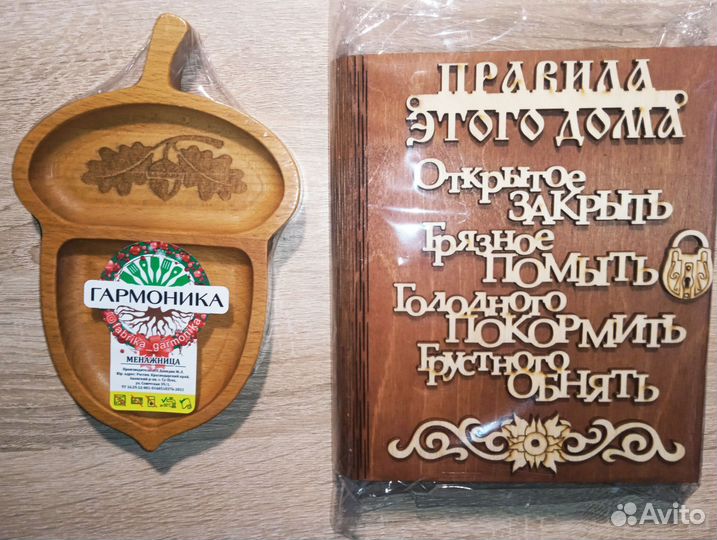 ГАРМОНИКА
@fabrika_garmonika
МЕНАЖНИЦА
ПРАВИЛА
ЭТОГО ДОМА
Открытое
ЗАКРЫТЬ
Грязное
ПОМЫТЬ
Голодного
ПОКОРМИТЬ
Грустного
ОБНЯТЬ
Avito